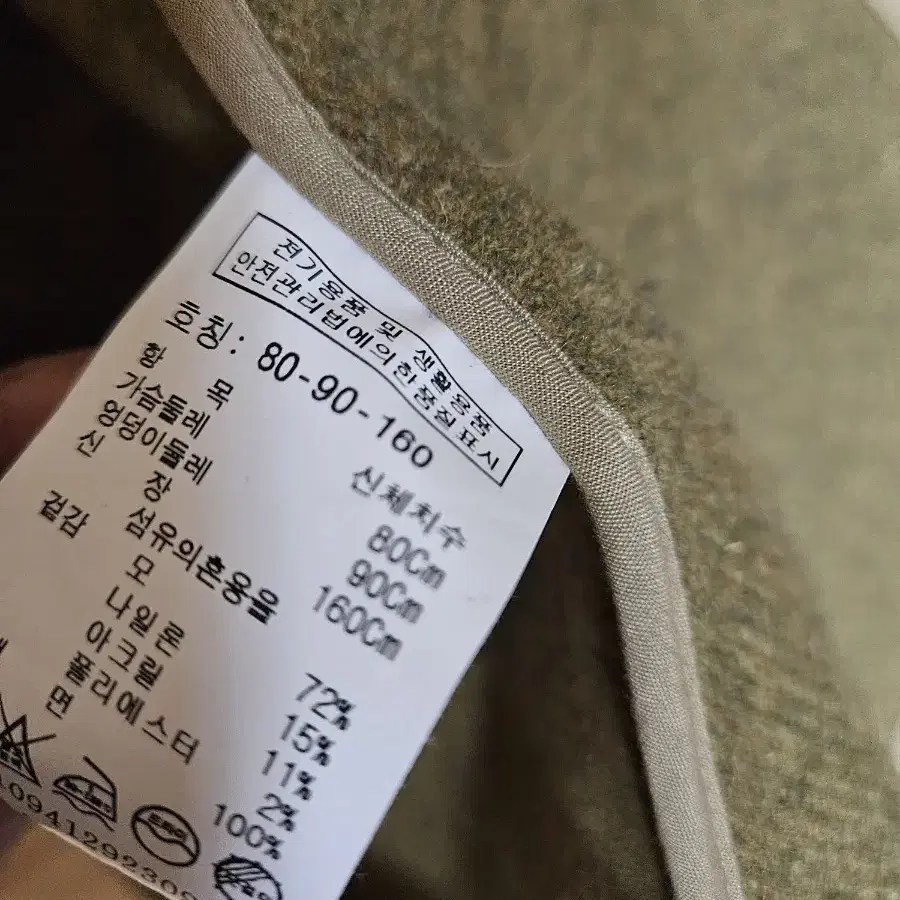 전기용품 및 생활용품
안전관리법에의한품질표시
호칭: 80-90-160
항 목 신체치수
가슴둘레 80Cm
엉덩이둘레 90Cm
신 장 160Cm
섬유의혼용율
겉감 모 72%
나일론 15%
아크릴 11%
폴리에스터 2%
면 100%
드라이